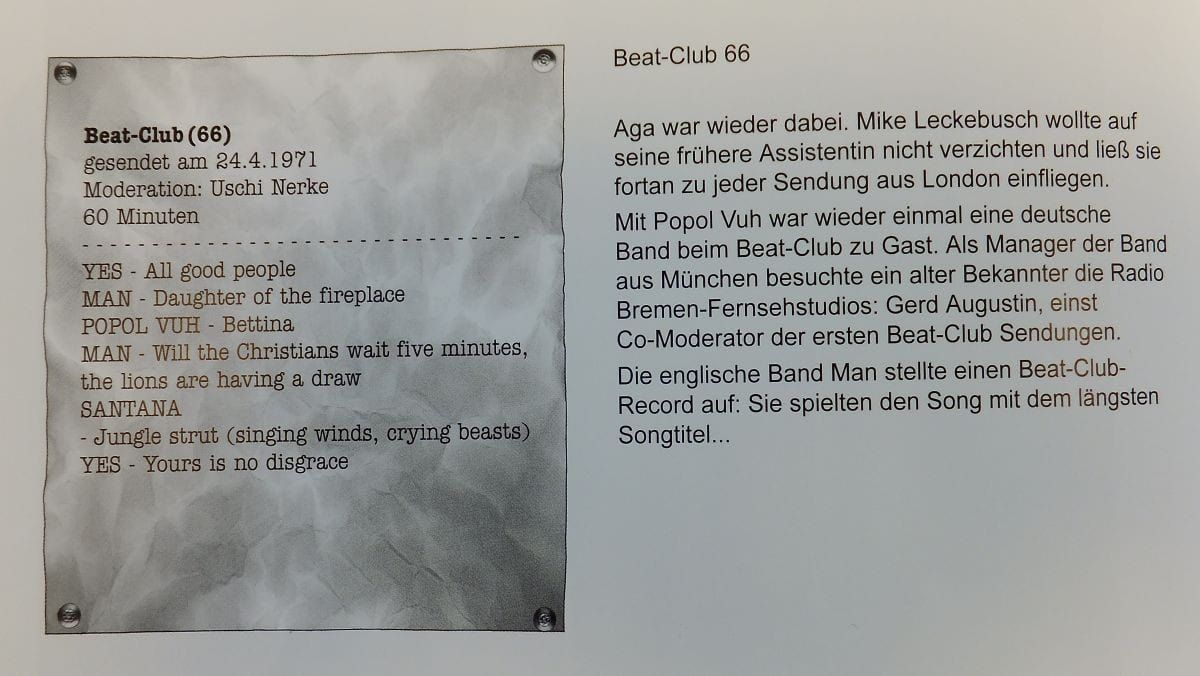 Beat-Club (66)
gesendet am 24.4.1971
Moderation: Uschi Nerke
60 Minuten
- - - - - - - - - - - - - - - - - - - - - - - - - - - - - - - - - - -
YES - All good people
MAN - Daughter of the fireplace
POPOL VUH - Bettina
MAN - Will the Christians wait five minutes,
the lions are having a draw
SANTANA
- Jungle strut (singing winds, crying beasts)
YES - Yours is no disgrace
Beat-Club 66
Aga war wieder dabei. Mike Leckebusch wollte auf
seine frühere Assistentin nicht verzichten und ließ sie
fortan zu jeder Sendung aus London einfliegen.
Mit Popol Vuh war wieder einmal eine deutsche
Band beim Beat-Club zu Gast. Als Manager der Band
aus München besuchte ein alter Bekannter die Radio
Bremen-Fernsehstudios: Gerd Augustin, einst
Co-Moderator der ersten Beat-Club Sendungen.
Die englische Band Man stellte einen Beat-Club-
Record auf: Sie spielten den Song mit dem längsten
Songtitel...